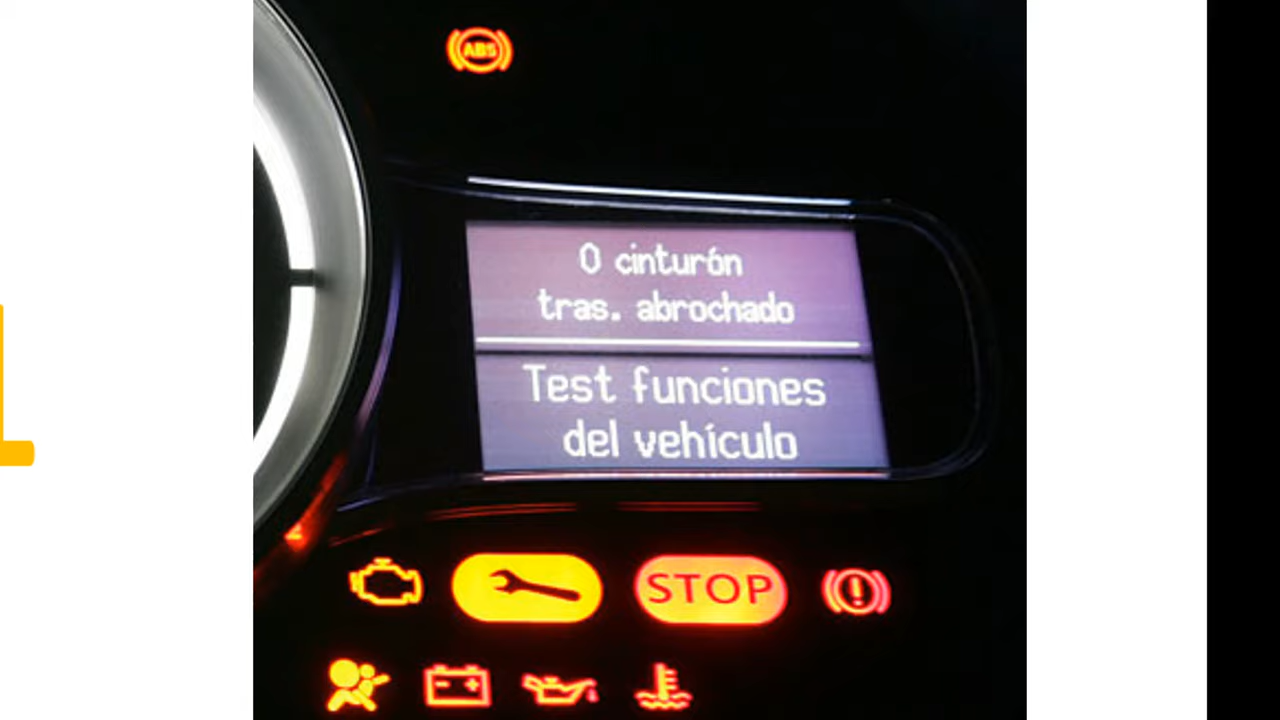 ABS
0 cinturón
tras. abrochado
Test funciones
del vehículo
STOP